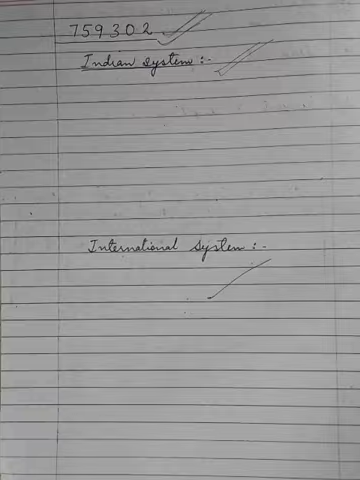 759302
Indian System :-
International System :-